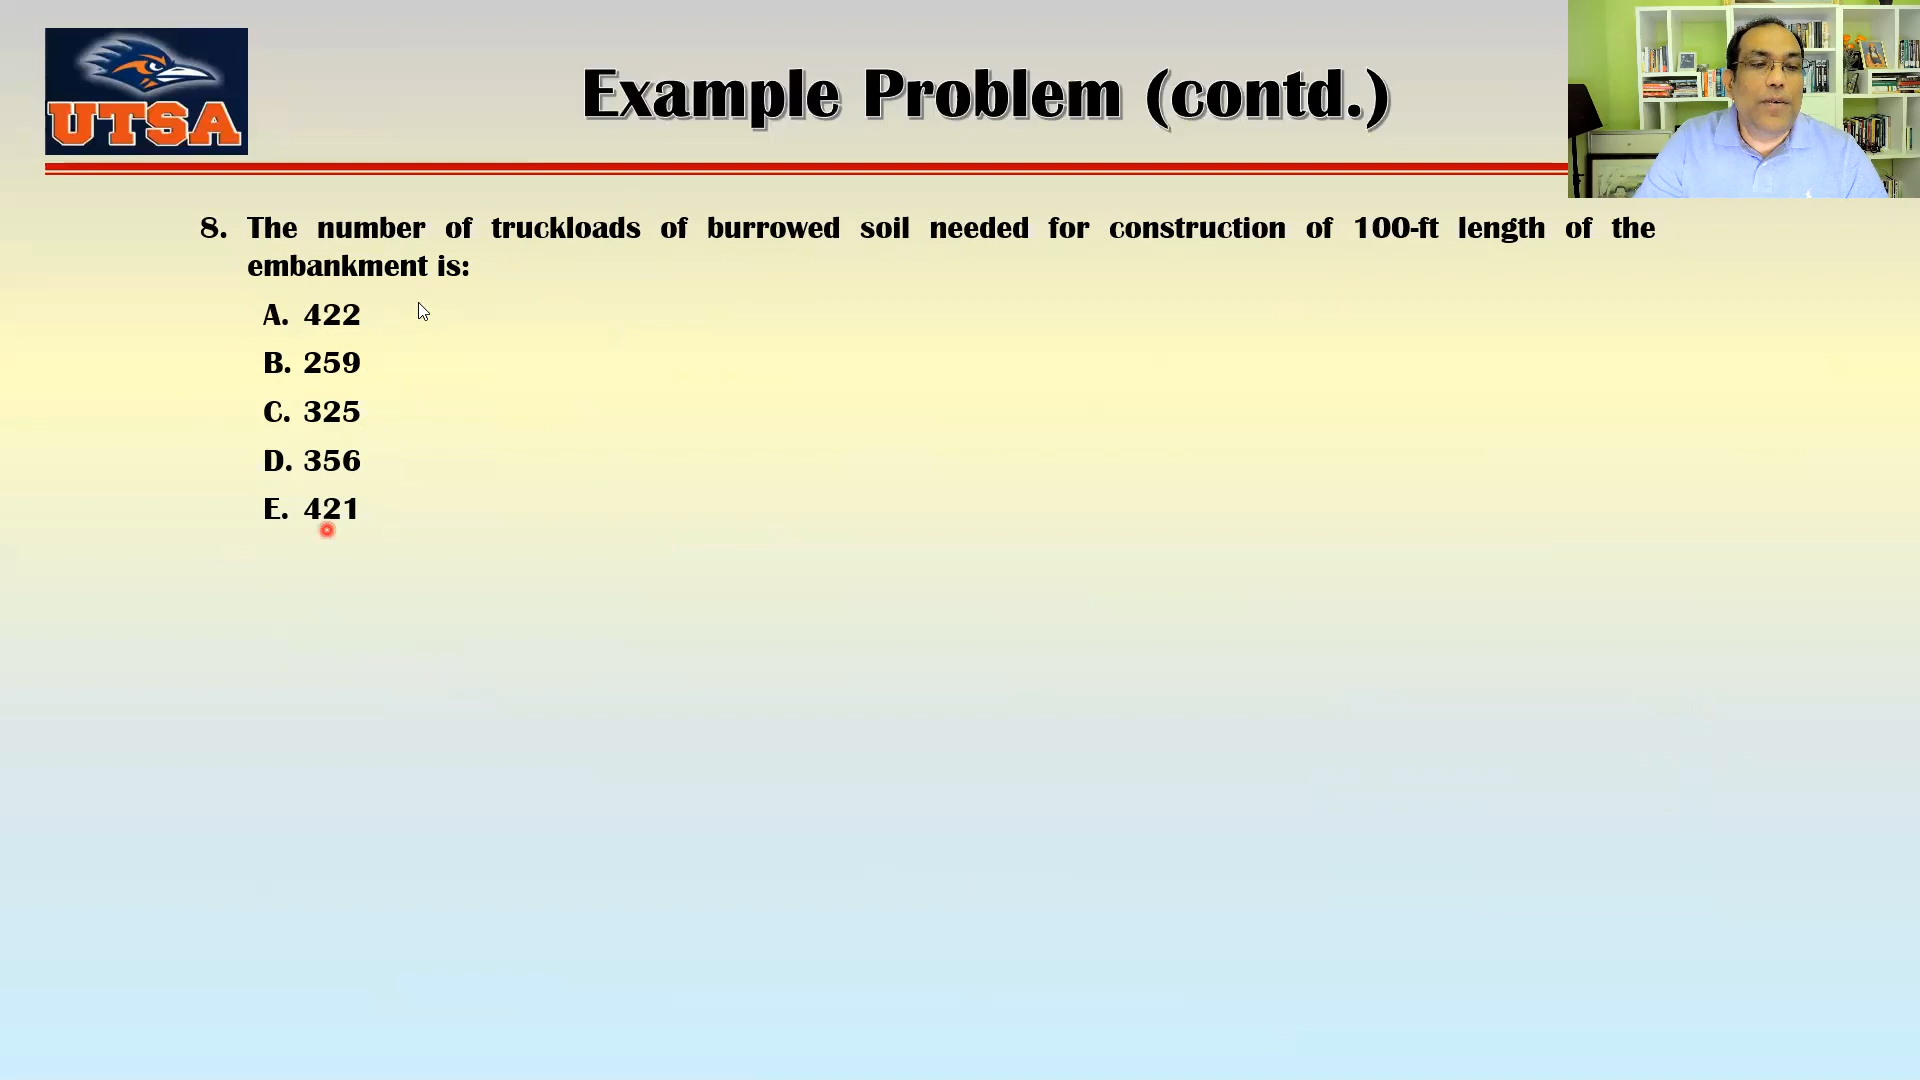 UTSA
Example Problem (contd.)
8. The number of truckloads of burrowed soil needed for construction of 100-ft length of the
embankment is:
A. 422
B. 259
C. 325
D. 356
E. 421